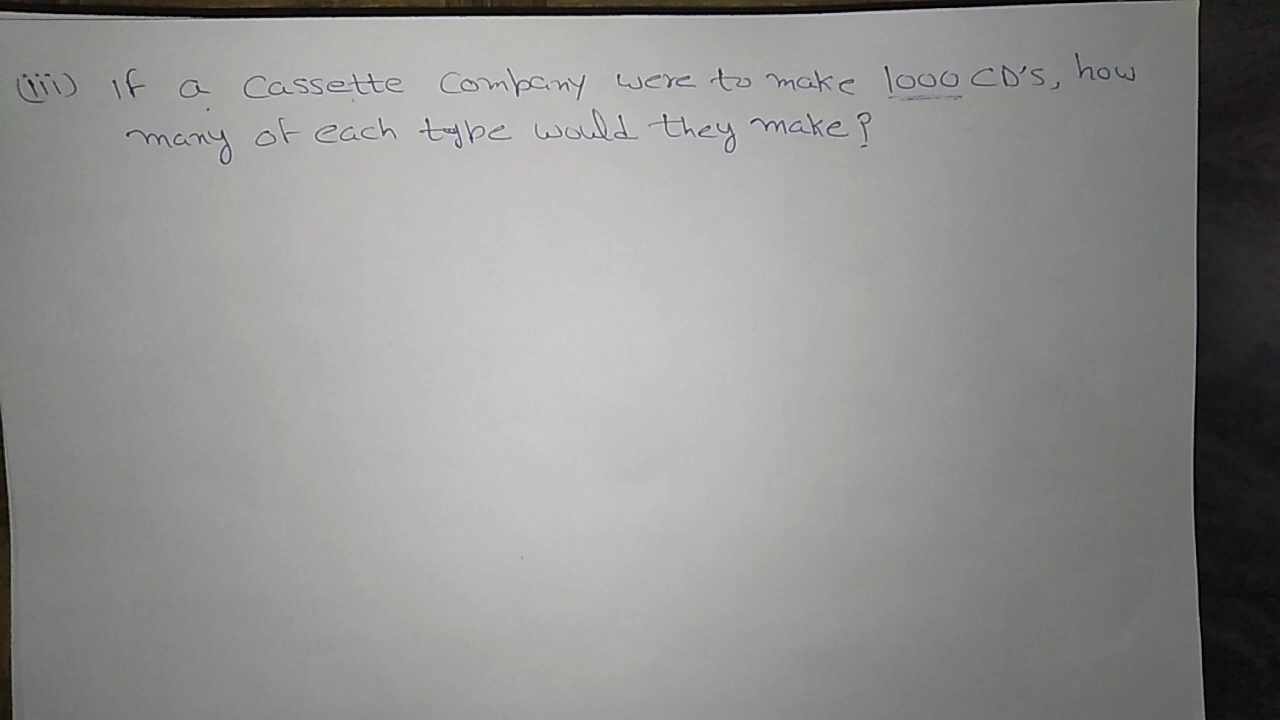 (iii) If a Cassette Company were to make 1000 CD's, how
many of each type would they make?